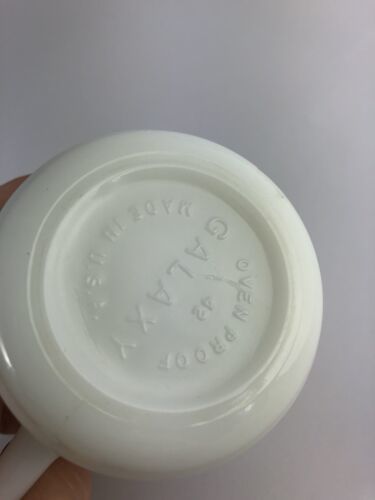 MADE IN U.S.A.
GALAXY
42
OVEN PROOF